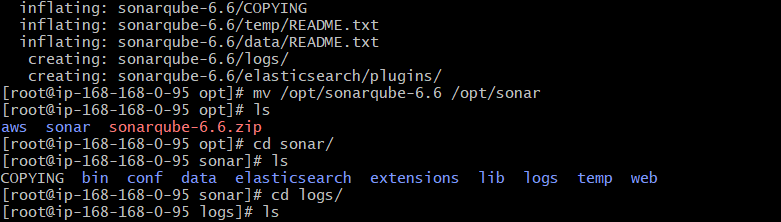 inflating: sonarqube-6.6/COPYING
inflating: sonarqube-6.6/temp/README.txt
inflating: sonarqube-6.6/data/README.txt
creating: sonarqube-6.6/logs/
creating: sonarqube-6.6/elasticsearch/plugins/
[root@ip-168-168-0-95 opt]# mv /opt/sonarqube-6.6 /opt/sonar
[root@ip-168-168-0-95 opt]# ls
aws  sonar  sonarqube-6.6.zip
[root@ip-168-168-0-95 opt]# cd sonar/
[root@ip-168-168-0-95 sonar]# ls
COPYING  bin  conf  data  elasticsearch  extensions  lib  logs  temp  web
[root@ip-168-168-0-95 sonar]# cd logs/
[root@ip-168-168-0-95 logs]# ls